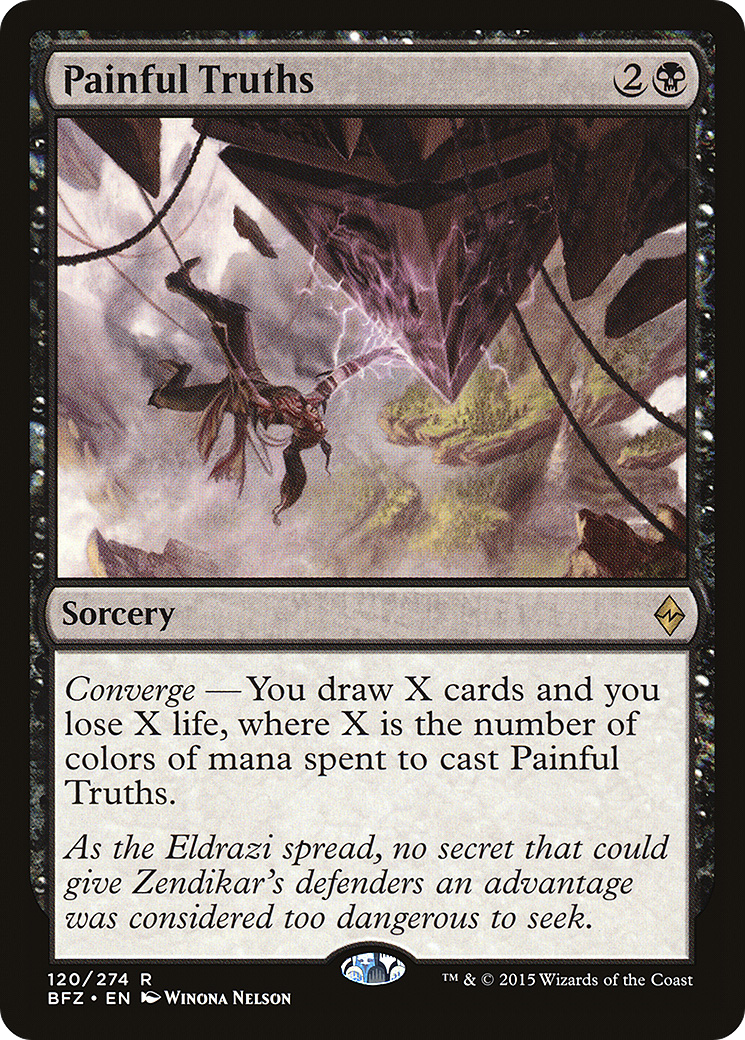 Painful Truths 2
Sorcery
Converge — You draw X cards and you
lose X life, where X is the number of
colors of mana spent to cast Painful
Truths.
As the Eldrazi spread, no secret that could
give Zendikar's defenders an advantage
was considered too dangerous to seek.
120/274 R
BFZ • EN Winona Nelson
™ & © 2015 Wizards of the Coast